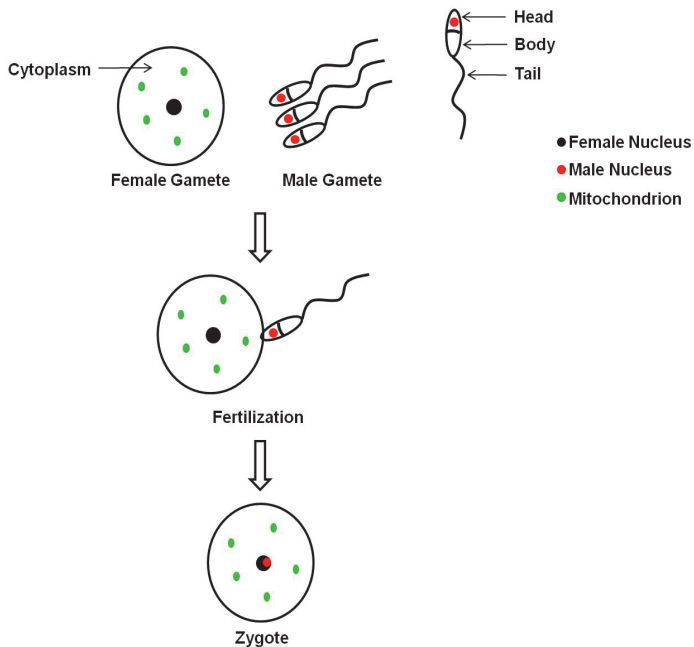 Head
Body
Tail
Cytoplasm
Female Nucleus
Male Nucleus
Mitochondrion
Female Gamete
Male Gamete
Fertilization
Zygote